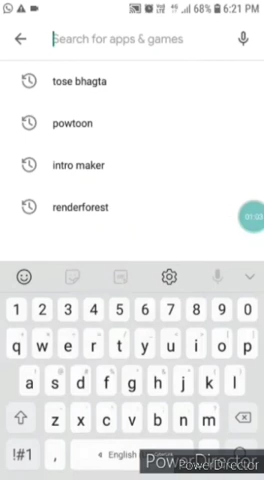 68% 6:21 PM
Search for apps & games
tose bhagta
powtoon
intro maker
renderforest
01:03
1 2 3 4 5 6 7 8 9 0
q w e r t y u i o p
a s d f g h j k l
z x c v b n m
!#1 , English
PowerDirector
PowerDirector